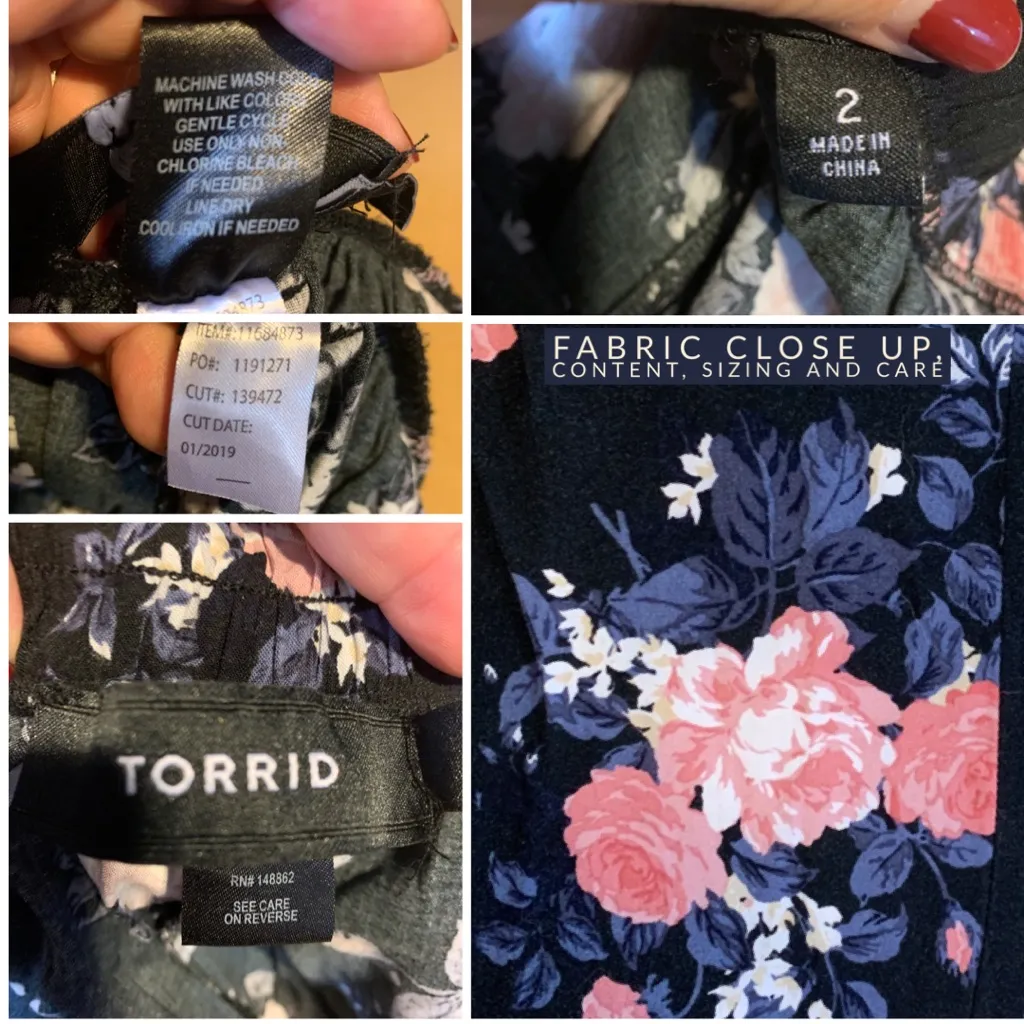 MACHINE WASH
WITH LIKE COLORS
GENTLE CYCLE
USE ONLY NON-
CHLORINE BLEACH
IF NEEDED
LINE DRY
COOL IRON IF NEEDED
873
2
MADE IN
CHINA
ITEM#:11684873
PO#: 1191271
CUT#: 139472
CUT DATE:
01/2019
FABRIC CLOSE UP,
CONTENT, SIZING AND CARE
TORRID
RN# 148862
SEE CARE
ON REVERSE